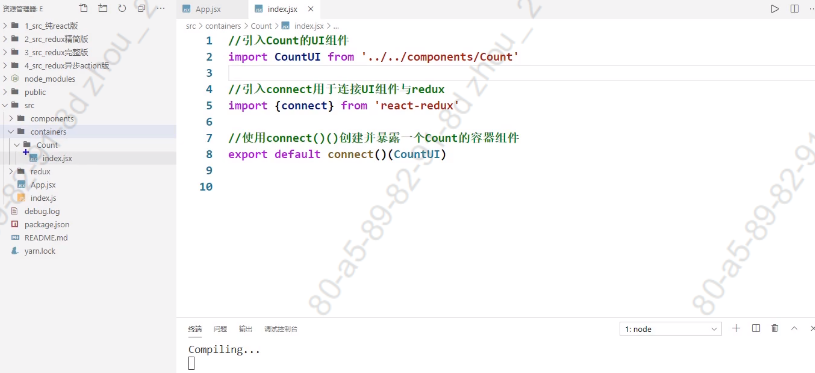 资源管理器: E
1_src_纯react版
2_src_redux精简版
3_src_redux完整版
4_src_redux异步action版
node_modules
public
src
components
containers
Count
index.jsx
redux
App.jsx
index.js
debug.log
package.json
README.md
yarn.lock
App.jsx
index.jsx
src > containers > Count > index.jsx > ...
1 //引入Count的UI组件
2 import CountUI from '../../components/Count'
3
4 //引入connect用于连接UI组件与redux
5 import {connect} from 'react-redux'
6
7 //使用connect()()创建并暴露一个Count的容器组件
8 export default connect()(CountUI)
9
10
终端 问题 输出 调试控制台
1: node
Compiling...
80-a5-89-82-91-8d zhou_2
80-a5-89-82-91